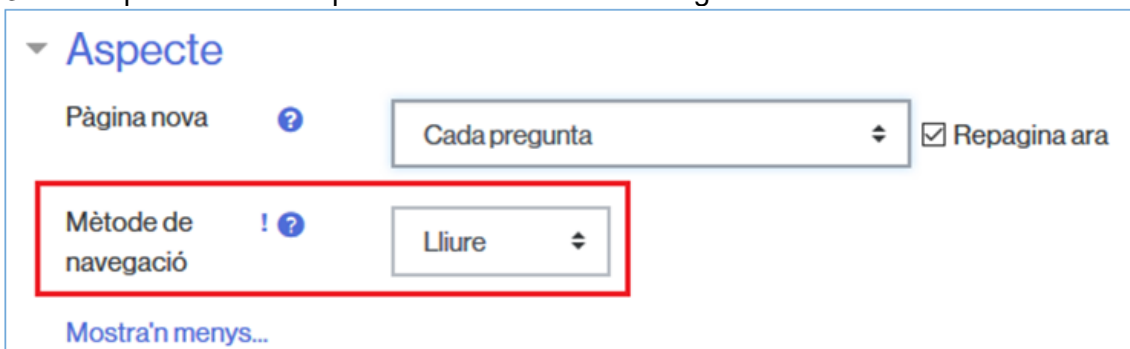 Aspecte
Pàgina nova ? Cada pregunta Repagina ara
Mètode de navegació ! ? Lliure
Mostra'n menys...